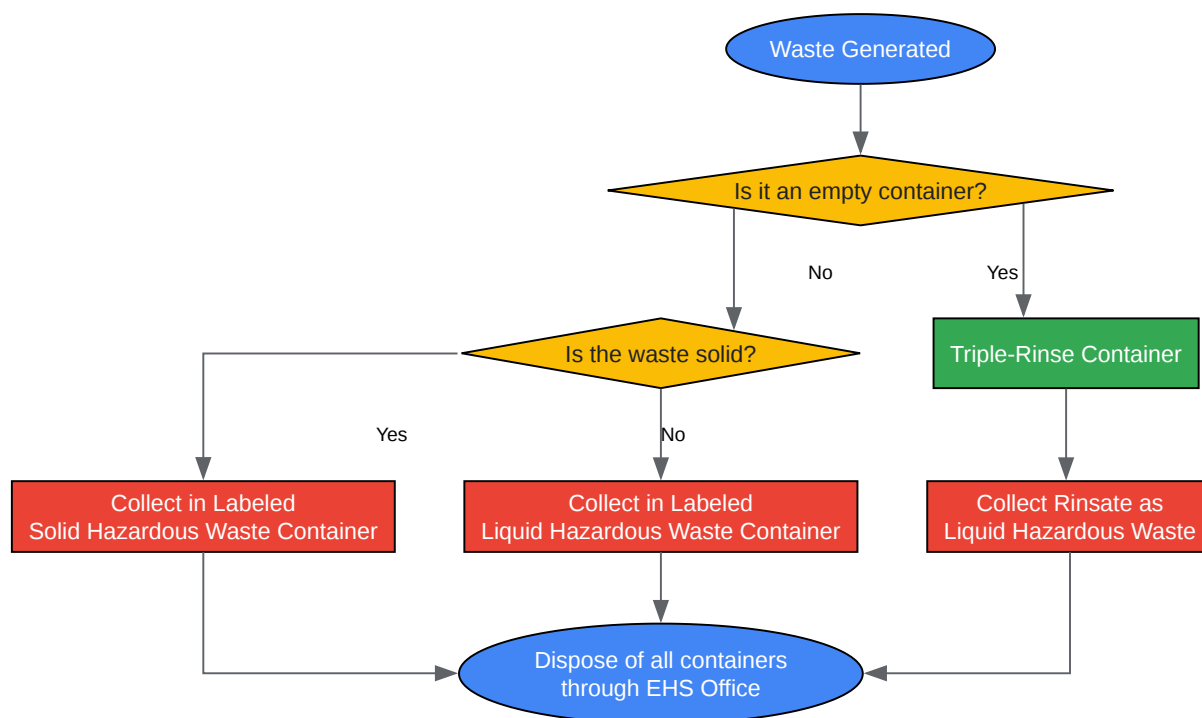 Waste Generated
Is it an empty container?
No
Yes
Is the waste solid?
Triple-Rinse Container
Yes
No
Collect in Labeled
Solid Hazardous Waste Container
Collect in Labeled
Liquid Hazardous Waste Container
Collect Rinsate as
Liquid Hazardous Waste
Dispose of all containers
through EHS Office